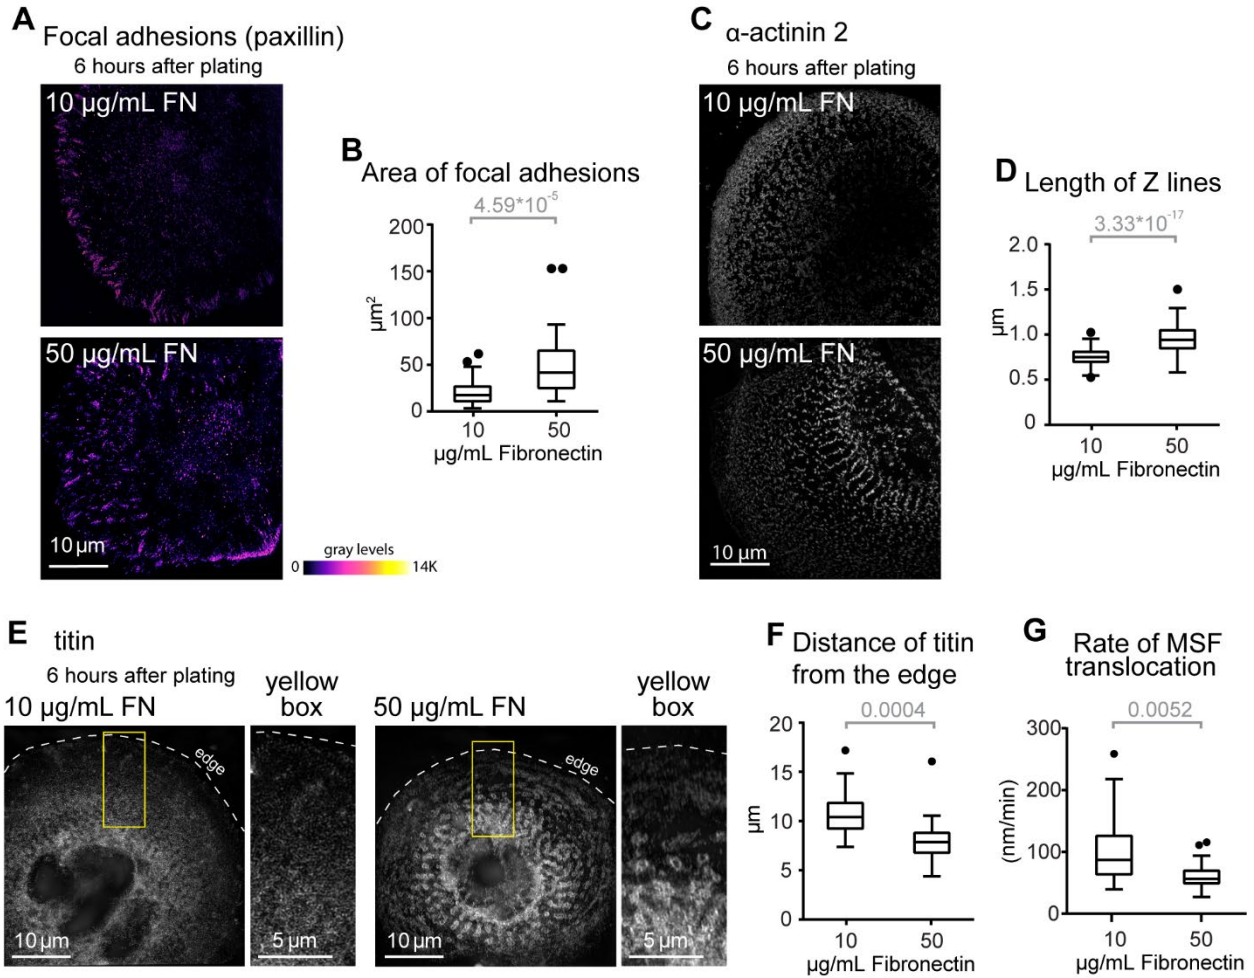 A
Focal adhesions (paxillin)
6 hours after plating
10 µg/mL FN
50 µg/mL FN
10 µm
gray levels
0
14K
B
Area of focal adhesions
4.59*10⁻⁵
200
150
100
50
0
µm²
10
50
µg/mL Fibronectin
C
α-actinin 2
6 hours after plating
10 µg/mL FN
50 µg/mL FN
10 µm
D
Length of Z lines
3.33*10⁻¹⁷
2.0
1.5
1.0
0.5
0
µm
10
50
µg/mL Fibronectin
E
titin
6 hours after plating
10 µg/mL FN
edge
10 µm
yellow
box
5 µm
50 µg/mL FN
edge
10 µm
yellow
box
5 µm
F
Distance of titin
from the edge
0.0004
20
15
10
5
0
µm
10
50
µg/mL Fibronectin
G
Rate of MSF
translocation
0.0052
300
200
100
0
(nm/min)
10
50
µg/mL Fibronectin